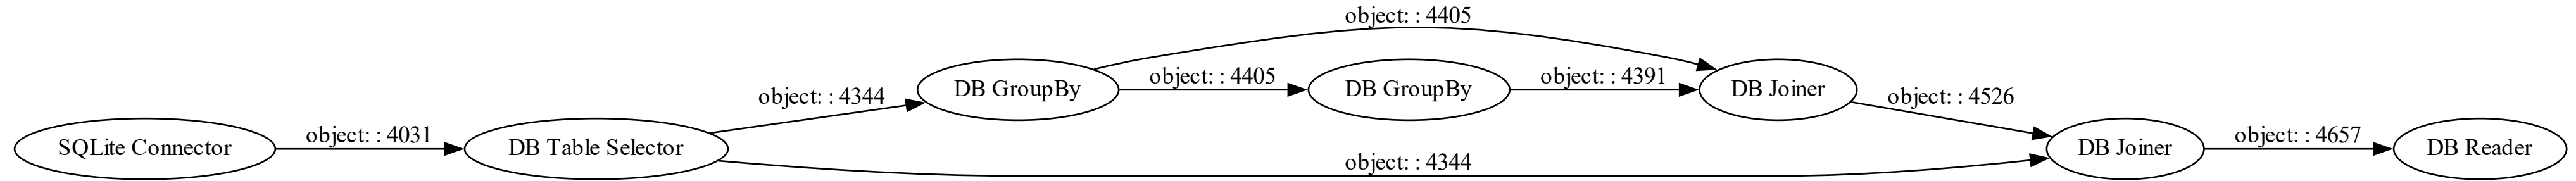 object: : 4405
DB GroupBy
object: : 4405
DB GroupBy
object: : 4391
DB Joiner
object: : 4344
object: : 4526
SQLite Connector
object: : 4031
DB Table Selector
object: : 4344
DB Joiner
object: : 4657
DB Reader